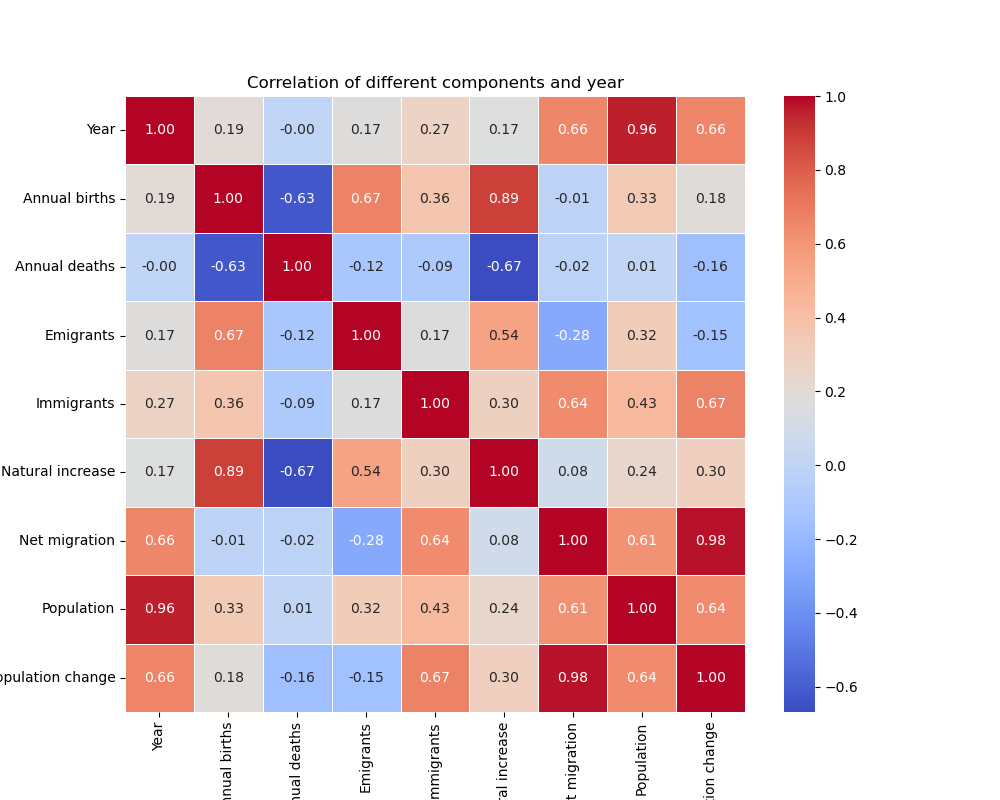 Correlation of different components and year
Year 1.00 0.19 -0.00 0.17 0.27 0.17 0.66 0.96 0.66
Annual births 0.19 1.00 -0.63 0.67 0.36 0.89 -0.01 0.33 0.18
Annual deaths -0.00 -0.63 1.00 -0.12 -0.09 -0.67 -0.02 0.01 -0.16
Emigrants 0.17 0.67 -0.12 1.00 0.17 0.54 -0.28 0.32 -0.15
Immigrants 0.27 0.36 -0.09 0.17 1.00 0.30 0.64 0.43 0.67
Natural increase 0.17 0.89 -0.67 0.54 0.30 1.00 0.08 0.24 0.30
Net migration 0.66 -0.01 -0.02 -0.28 0.64 0.08 1.00 0.61 0.98
Population 0.96 0.33 0.01 0.32 0.43 0.24 0.61 1.00 0.64
opulation change 0.66 0.18 -0.16 -0.15 0.67 0.30 0.98 0.64 1.00
Year
nnual births
nual deaths
Emigrants
mmigrants
ral increase
t migration
Population
tion change
1.0
0.8
0.6
0.4
0.2
0.0
−0.2
−0.4
−0.6